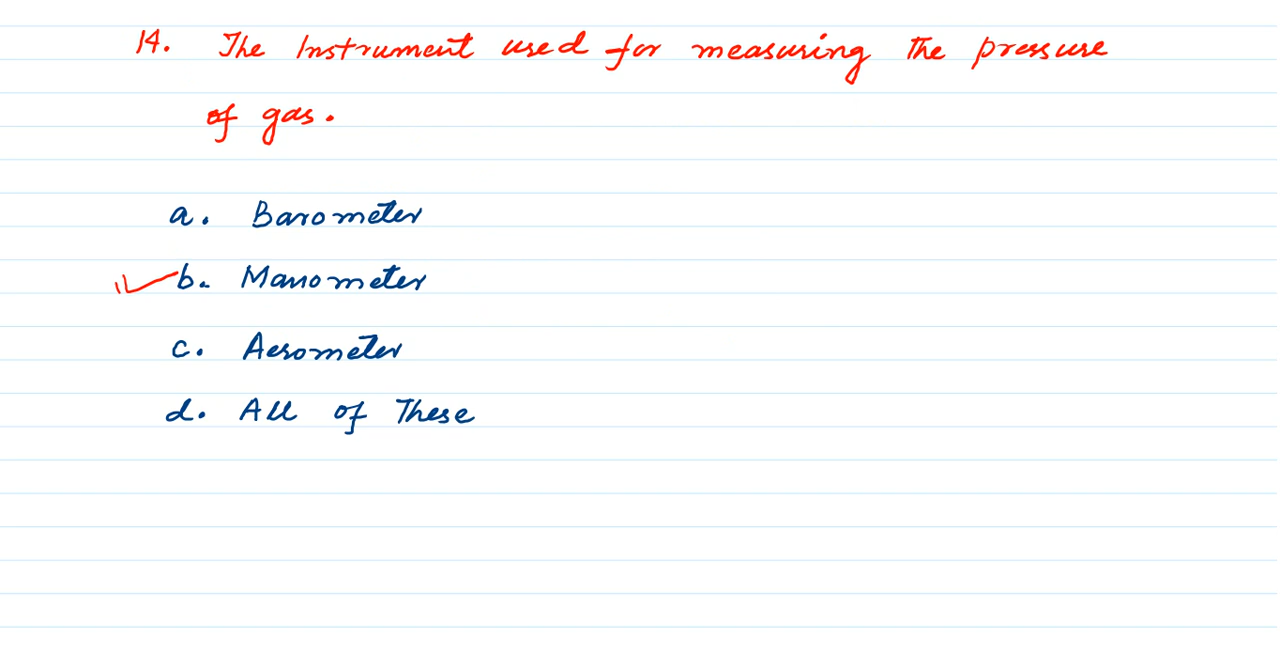 14. The Instrument used for measuring the pressure
of gas.
a. Barometer
b. Manometer
c. Aerometer
d. All of These